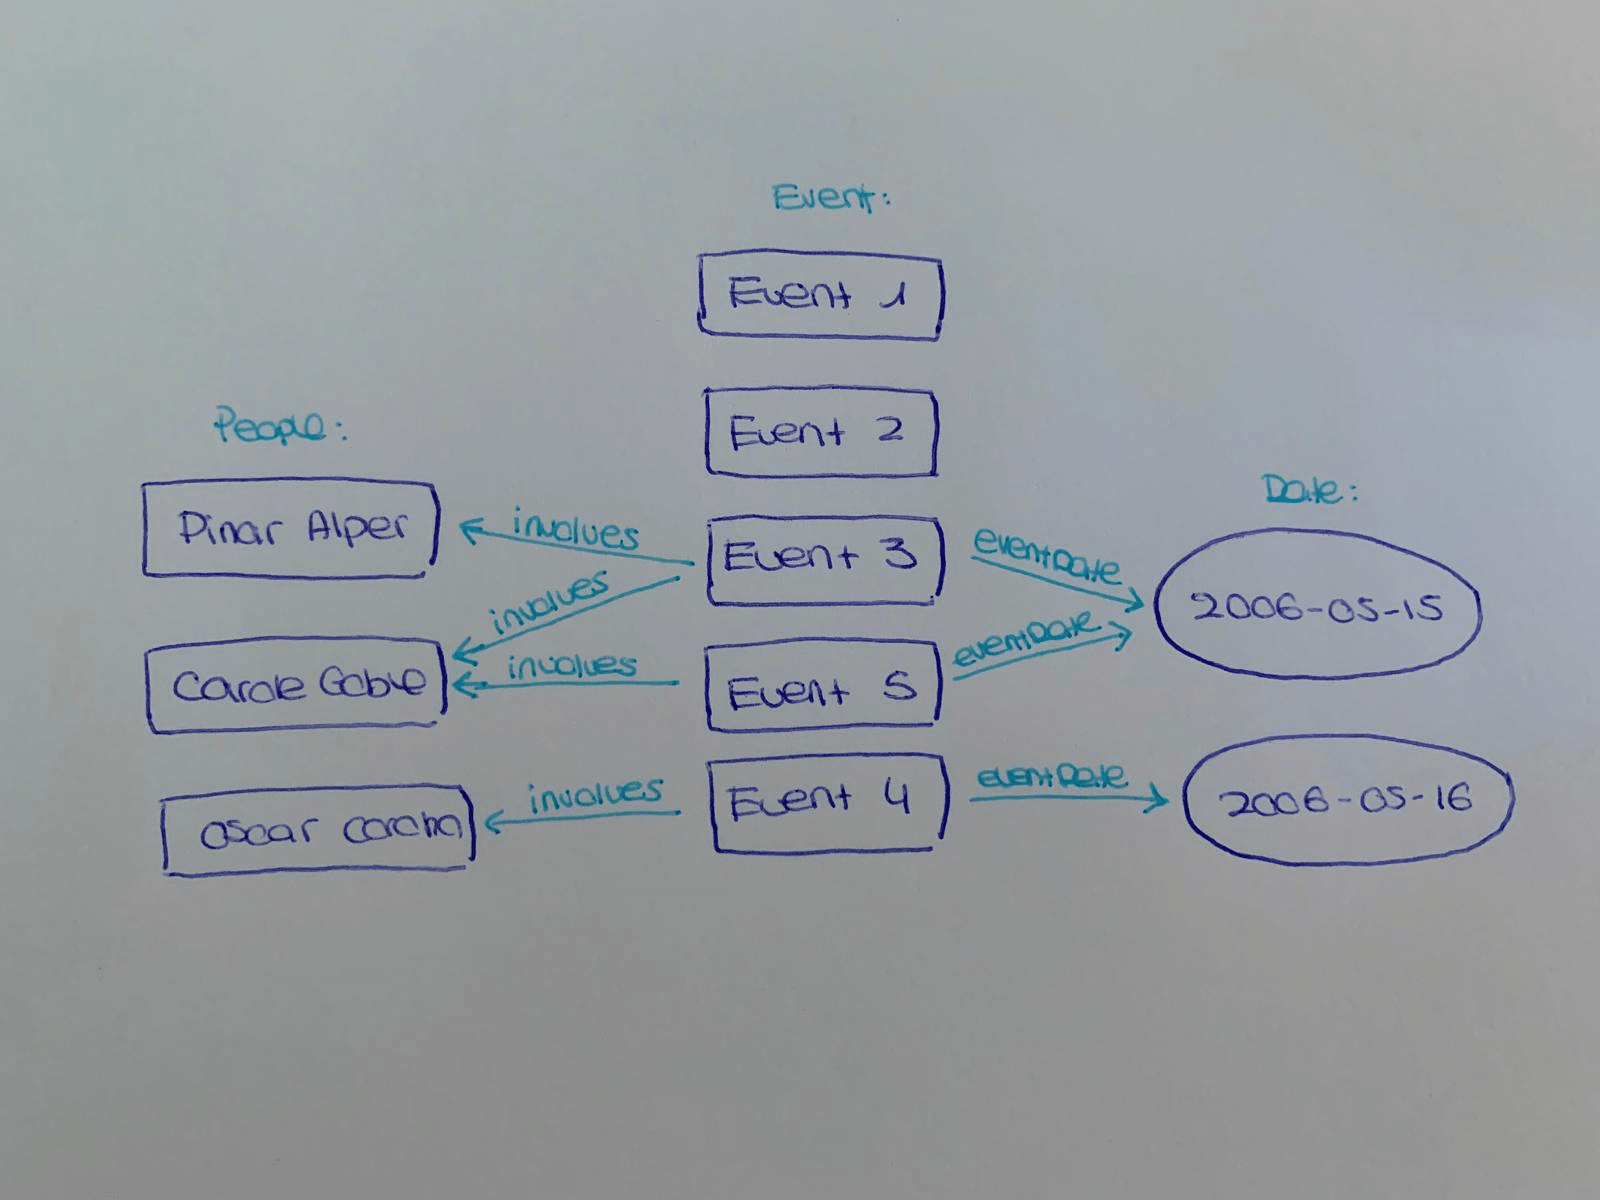 Event:
Event 1
Event 2
People:
Pinar Alper
involves
Event 3
eventDate
Date:
2006-05-15
involves
Carole Goble
involves
Event 5
eventDate
oscar corcho
involves
Event 4
eventDate
2006-05-16